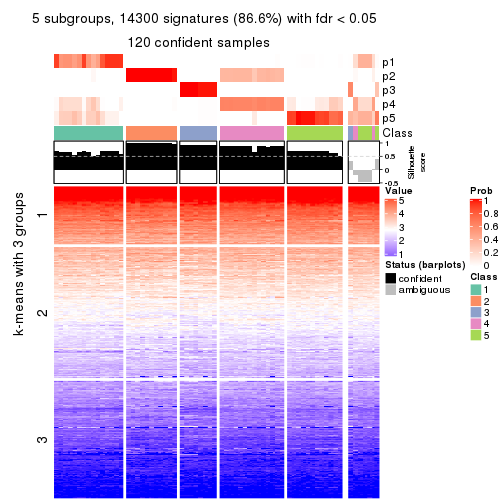 5 subgroups, 14300 signatures (86.6%) with fdr < 0.05
120 confident samples
p1
p2
p3
p4
p5
Class
1
0.5
0
-0.5
Silhouette
score
k-means with 3 groups
1
2
3
Value
5
4
3
2
1
Status (barplots)
confident
ambiguous
Prob
1
0.8
0.6
0.4
0.2
0
Class
1
2
3
4
5